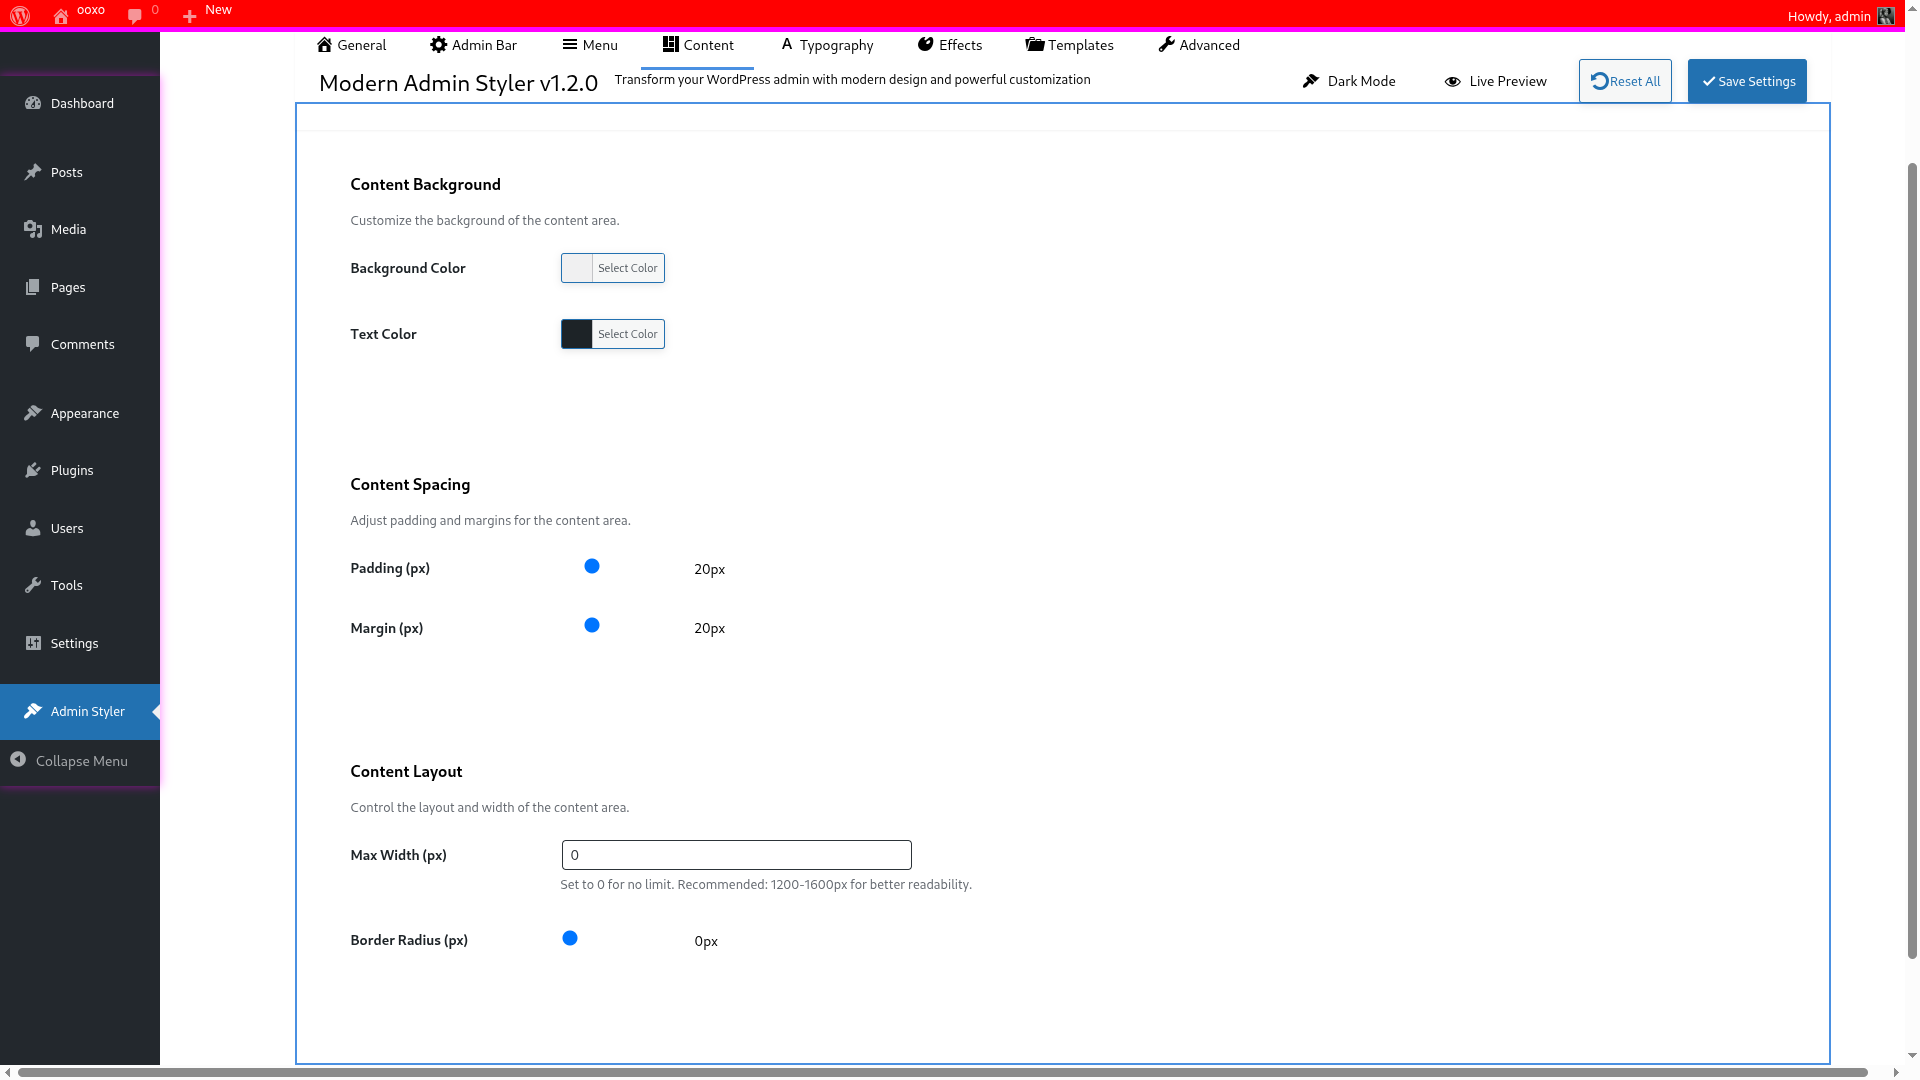 ooxo
0
New
Howdy, admin
General
Admin Bar
Menu
Content
Typography
Effects
Templates
Advanced
Modern Admin Styler v1.2.0
Transform your WordPress admin with modern design and powerful customization
Dark Mode
Live Preview
Reset All
Save Settings
Dashboard
Posts
Media
Pages
Comments
Appearance
Plugins
Users
Tools
Settings
Admin Styler
Collapse Menu
Content Background
Customize the background of the content area.
Background Color
Select Color
Text Color
Select Color
Content Spacing
Adjust padding and margins for the content area.
Padding (px)
20px
Margin (px)
20px
Content Layout
Control the layout and width of the content area.
Max Width (px)
0
Set to 0 for no limit. Recommended: 1200-1600px for better readability.
Border Radius (px)
0px